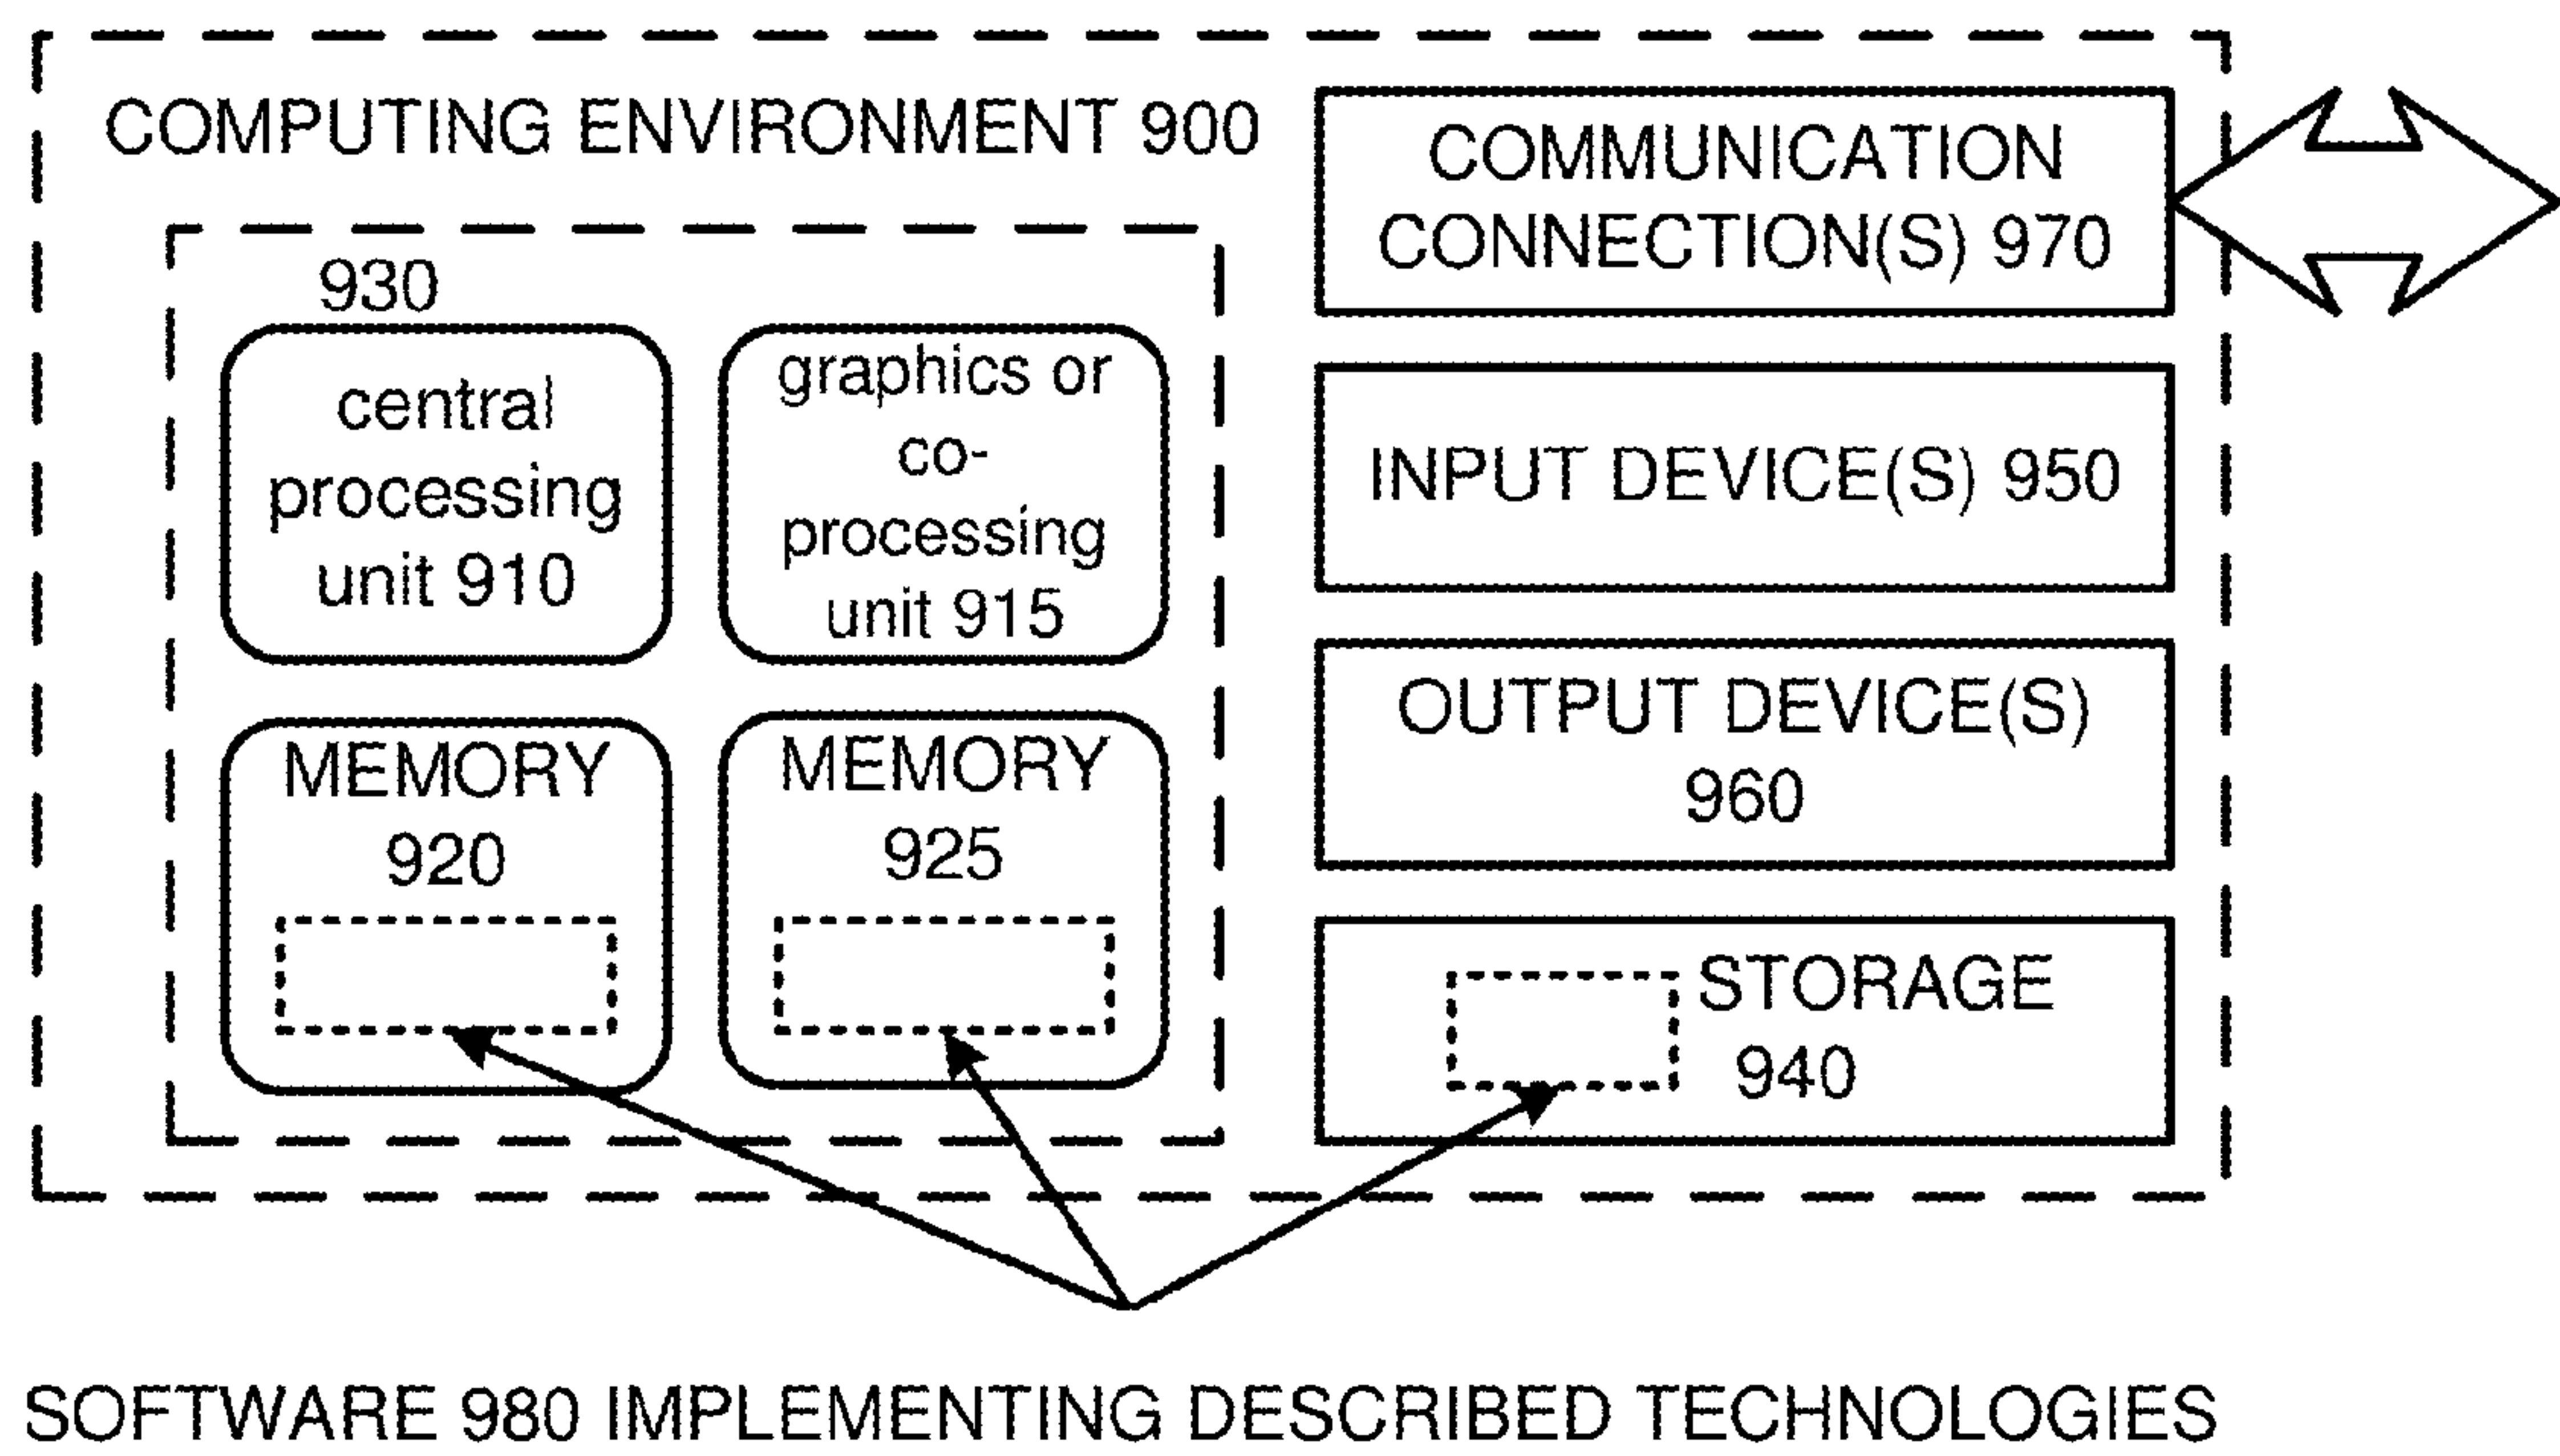 COMPUTING ENVIRONMENT 900
930
central
processing
unit 910
graphics or
co-
processing
unit 915
MEMORY
920
MEMORY
925
COMMUNICATION
CONNECTION(S) 970
INPUT DEVICE(S) 950
OUTPUT DEVICE(S)
960
STORAGE
940
SOFTWARE 980 IMPLEMENTING DESCRIBED TECHNOLOGIES